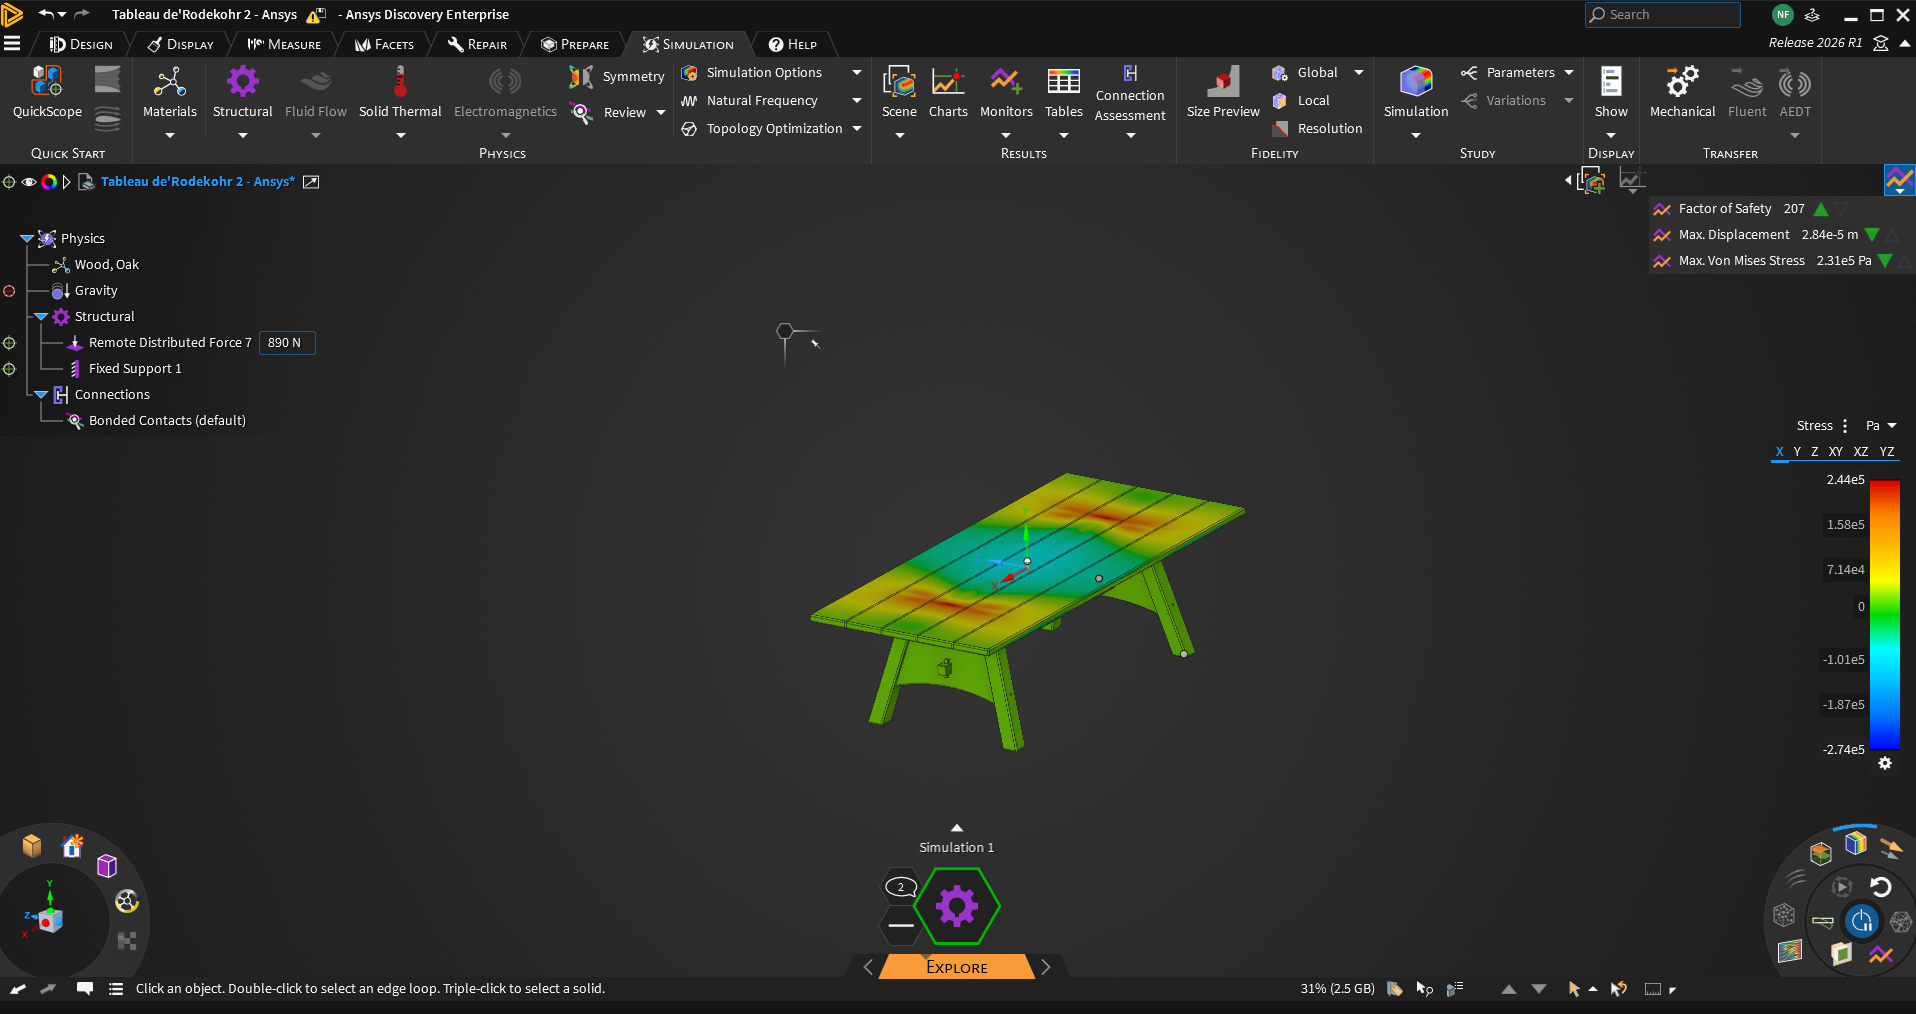 Tableau de'Rodekohr 2 - Ansys - Ansys Discovery Enterprise
Search
NF
Design
Display
Measure
Facets
Repair
Prepare
Simulation
Help
Release 2026 R1
QuickScope
Quick Start
Materials
Structural
Fluid Flow
Solid Thermal
Electromagnetics
Symmetry
Review
Simulation Options
Natural Frequency
Topology Optimization
Physics
Scene
Charts
Monitors
Tables
Connection
Assessment
Results
Size Preview
Global
Local
Resolution
Fidelity
Simulation
Parameters
Variations
Study
Show
Display
Mechanical
Fluent
AEDT
Transfer
Tableau de'Rodekohr 2 - Ansys*
Factor of Safety 207
Max. Displacement 2.84e-5 m
Max. Von Mises Stress 2.31e5 Pa
Physics
Wood, Oak
Gravity
Structural
Remote Distributed Force 7 890 N
Fixed Support 1
Connections
Bonded Contacts (default)
Stress Pa
X Y Z XY XZ YZ
2.44e5
1.58e5
7.14e4
0
-1.01e5
-1.87e5
-2.74e5
Y
X
Simulation 1
2
Explore
Y
Z
X
Click an object. Double-click to select an edge loop. Triple-click to select a solid.
31% (2.5 GB)